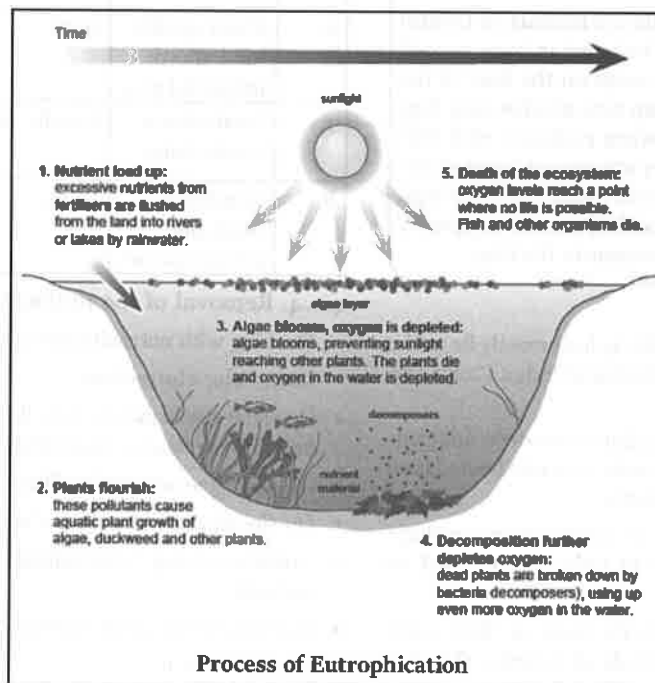 Time
sunlight
1. Nutrient load up:
excessive nutrients from
fertilisers are flushed
from the land into rivers
or lakes by rainwater.
5. Death of the ecosystem:
oxygen levels reach a point
where no life is possible.
Fish and other organisms die.
algae layer
3. Algae blooms, oxygen is depleted:
algae blooms, preventing sunlight
reaching other plants. The plants die
and oxygen in the water is depleted.
decomposers
nutrient
material
2. Plants flourish:
these pollutants cause
aquatic plant growth of
algae, duckweed and other plants.
4. Decomposition further
depletes oxygen:
dead plants are broken down by
bacteria decomposers), using up
even more oxygen in the water.
Process of Eutrophication